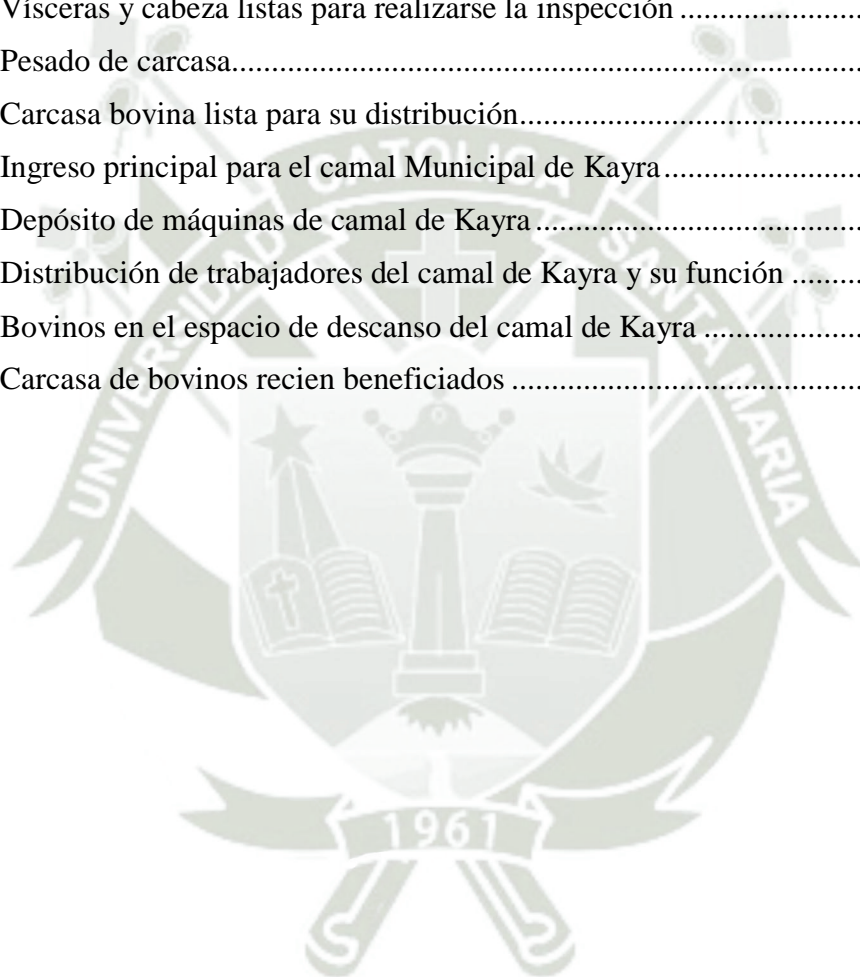 Vísceras y cabeza listas para realizarse la inspección ......................
Pesado de carcasa...............................................................................
Carcasa bovina lista para su distribución...........................................
Ingreso principal para el camal Municipal de Kayra.........................
Depósito de máquinas de camal de Kayra.........................................
Distribución de trabajadores del camal de Kayra y su función .........
Bovinos en el espacio de descanso del camal de Kayra ....................
Carcasa de bovinos recien beneficiados ............................................
UNIVERSIDAD CATOLICA SANTA MARIA
1961